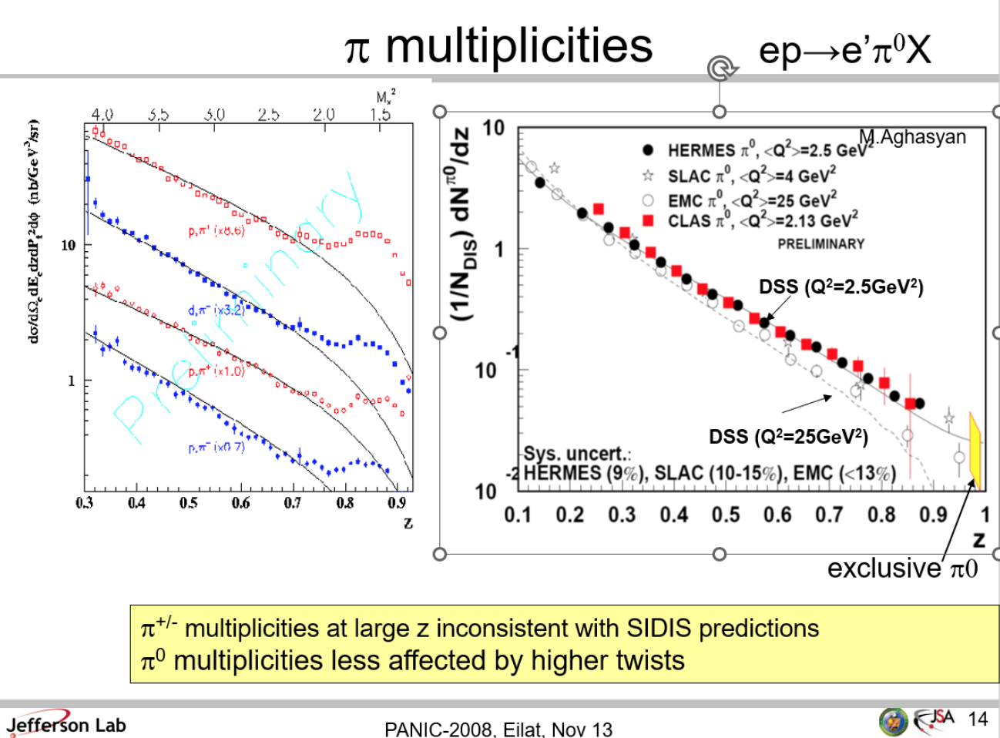 π multiplicities
ep→e'π⁰X
Mₓ²
4.0 3.5 3.0 2.5 2.0 1.5
dσ/dΩₑdEₑdzdPₜ²dϕ (nb/GeV³/sr)
10
1
p,π⁺ (x8.6)
d,π⁻ (x3.2)
p,π⁺ (x1.0)
p,π⁻ (x0.7)
Preliminary
0.3 0.4 0.5 0.6 0.7 0.8 0.9
z
(1/N_DIS) dN^π⁰/dz
10
1
10⁻¹
10⁻²
M.Aghasyan
HERMES π⁰, <Q²>=2.5 GeV²
SLAC π⁰, <Q²>=4 GeV²
EMC π⁰, <Q²>=25 GeV²
CLAS π⁰, <Q²>=2.13 GeV²
PRELIMINARY
DSS (Q²=2.5GeV²)
DSS (Q²=25GeV²)
Sys. uncert.:
HERMES (9%), SLAC (10-15%), EMC (<13%)
0.1 0.2 0.3 0.4 0.5 0.6 0.7 0.8 0.9 1
z
exclusive π0
π⁺/⁻ multiplicities at large z inconsistent with SIDIS predictions
π⁰ multiplicities less affected by higher twists
Jefferson Lab
PANIC-2008, Eilat, Nov 13
JSA
14